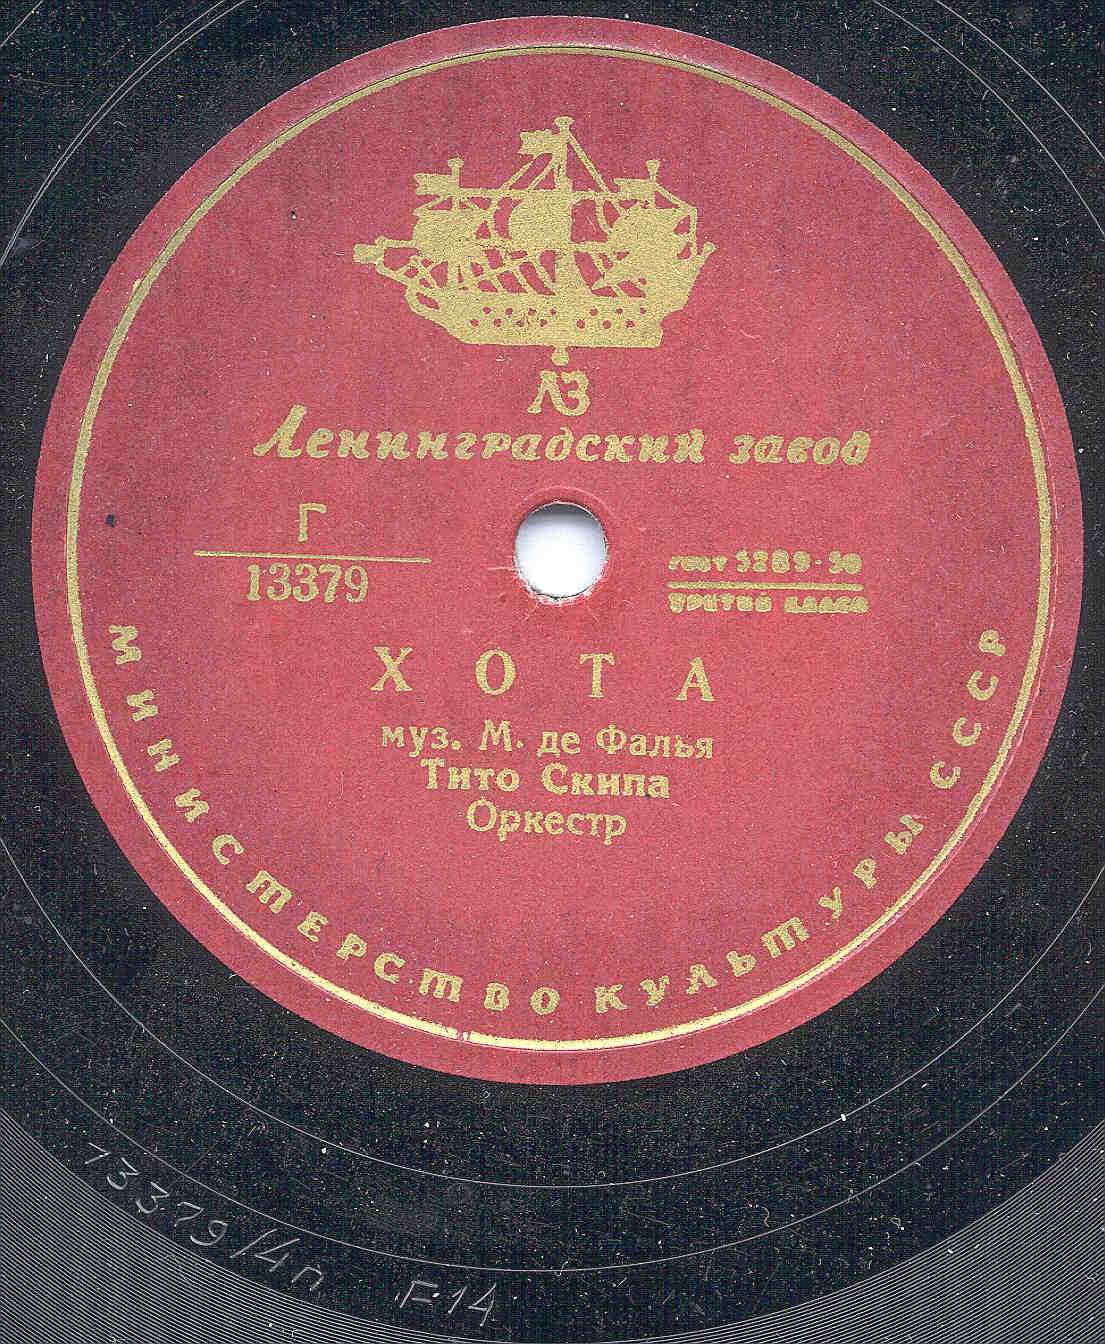 ЛЗ
Ленинградский завод
Г
13379
ГОСТ 5289-50
ТРЕТИЙ КЛАСС
ХОТА
муз. М. де Фалья
Тито Скипа
Оркестр
МИНИСТЕРСТВО КУЛЬТУРЫ СССР
13379/4п Г-14